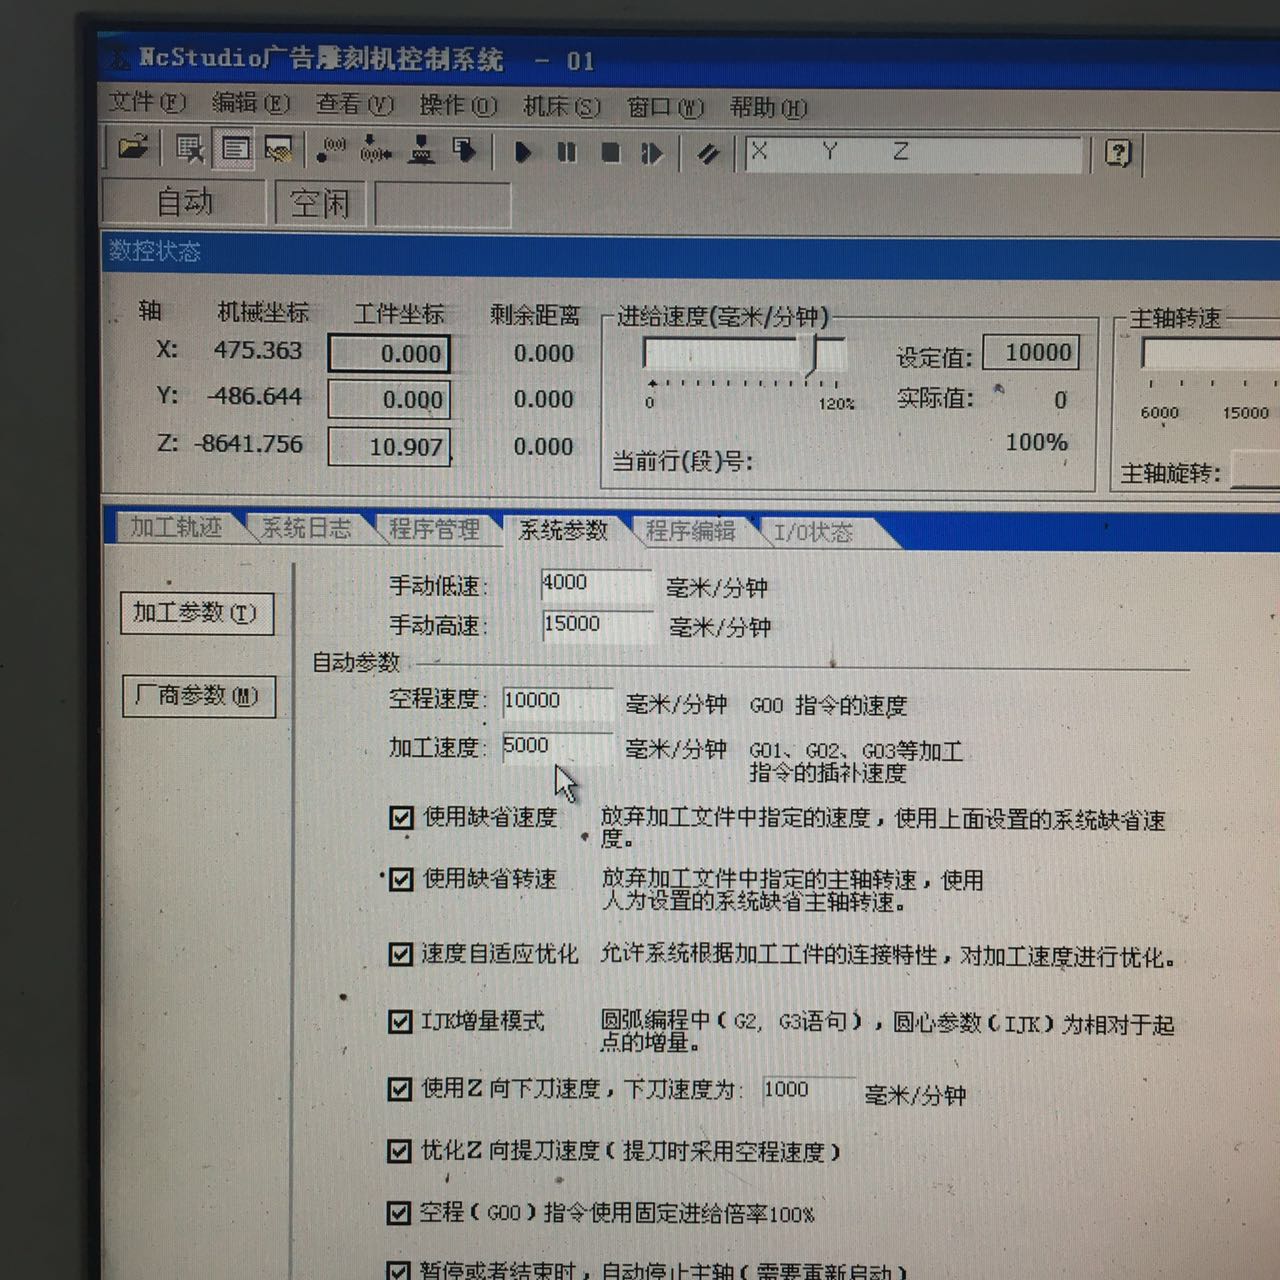 NcStudio广告雕刻机控制系统 - 01
文件(F) 编辑(E) 查看(V) 操作(O) 机床(S) 窗口(W) 帮助(H)
X Y Z
自动 空闲
数控状态
轴 机械坐标 工件坐标 剩余距离
X: 475.363 0.000 0.000
Y: -486.644 0.000 0.000
Z: -8641.756 10.907 0.000
进给速度(毫米/分钟)
0 120%
设定值: 10000
实际值: 0
100%
当前行(段)号:
主轴转速
6000 15000
主轴旋转:
加工轨迹 系统日志 程序管理 系统参数 程序编辑 I/O状态
加工参数(T)
厂商参数(M)
手动低速: 4000 毫米/分钟
手动高速: 15000 毫米/分钟
自动参数
空程速度: 10000 毫米/分钟 G00 指令的速度
加工速度: 5000 毫米/分钟 G01、G02、G03等加工
指令的插补速度
使用缺省速度 放弃加工文件中指定的速度，使用上面设置的系统缺省速
度。
使用缺省转速 放弃加工文件中指定的主轴转速，使用
人为设置的系统缺省主轴转速。
速度自适应优化 允许系统根据加工工件的连接特性，对加工速度进行优化。
IJK增量模式 圆弧编程中(G2, G3语句)，圆心参数(IJK)为相对于起
点的增量。
使用Z 向下刀速度，下刀速度为: 1000 毫米/分钟
优化Z 向提刀速度(提刀时采用空程速度)
空程(G00)指令使用固定进给倍率100%
暂停或者结束时，自动停止主轴(需要重新启动)